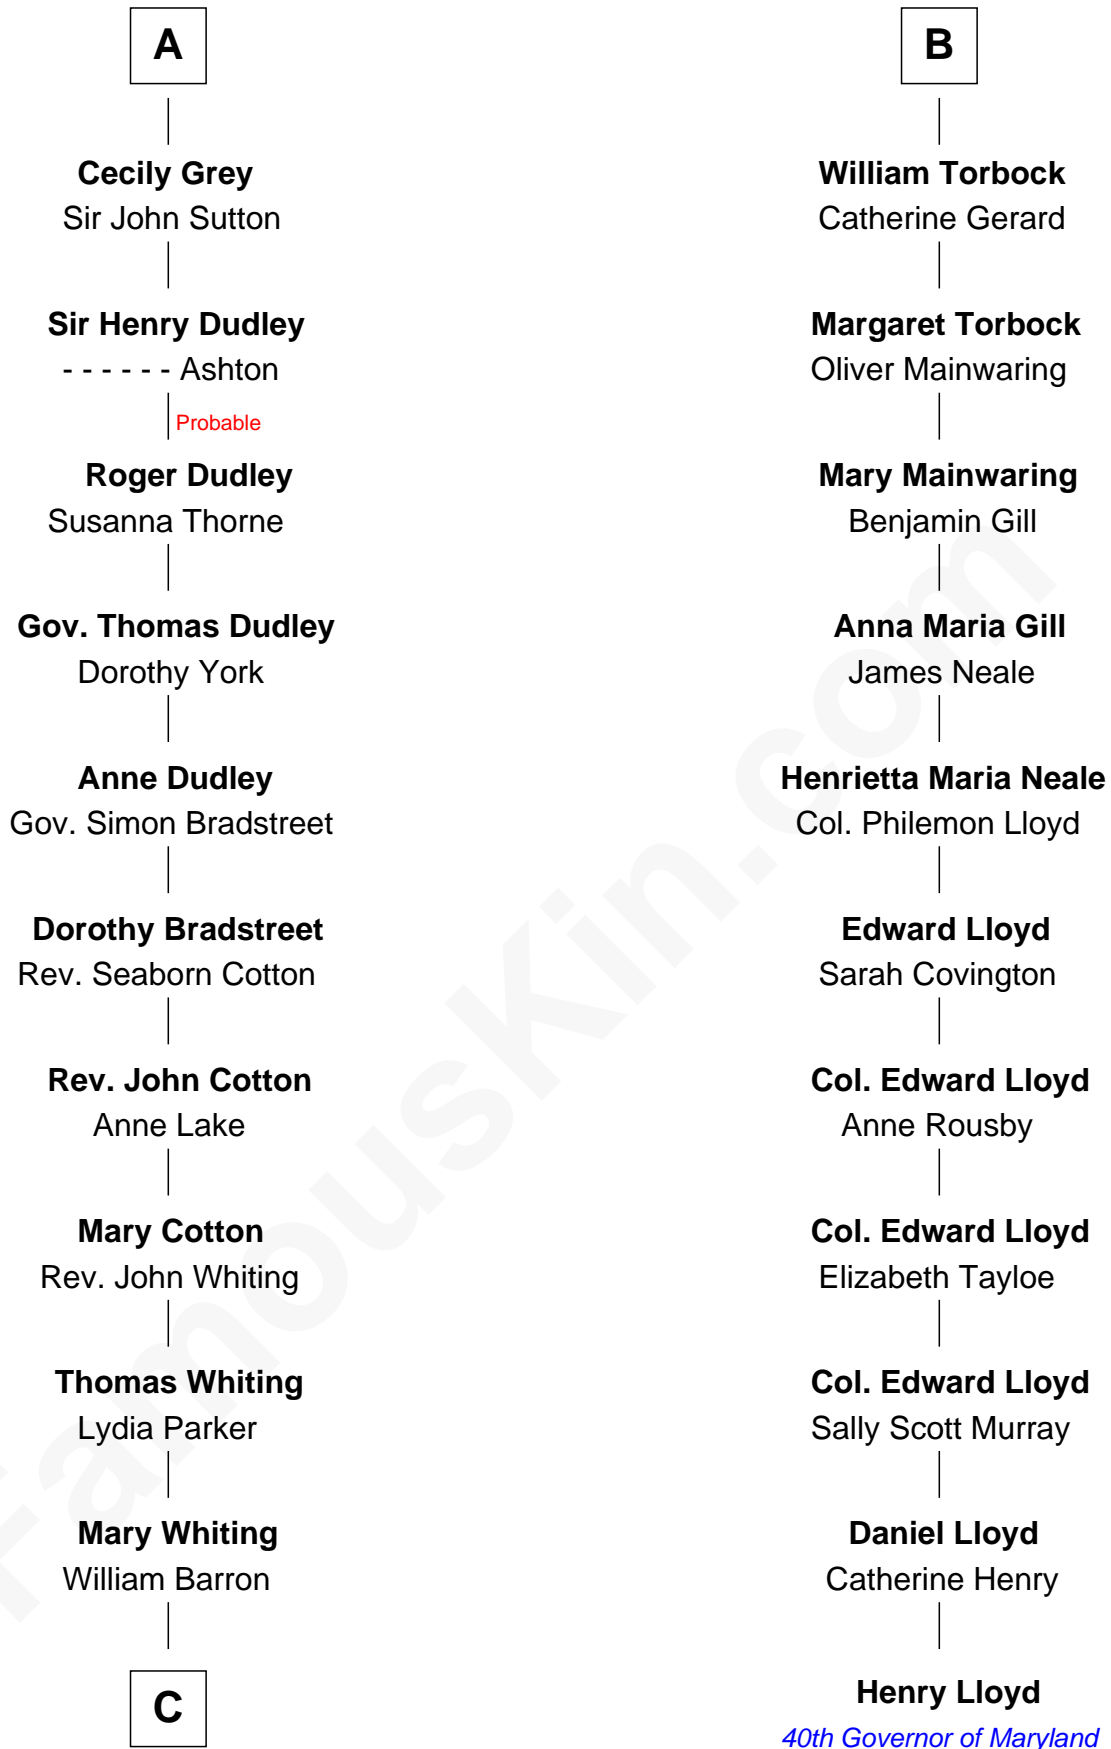 A
Cecily Grey
Sir John Sutton
Sir Henry Dudley
- - - - - - Ashton
Probable
Roger Dudley
Susanna Thorne
Gov. Thomas Dudley
Dorothy York
Anne Dudley
Gov. Simon Bradstreet
Dorothy Bradstreet
Rev. Seaborn Cotton
Rev. John Cotton
Anne Lake
Mary Cotton
Rev. John Whiting
Thomas Whiting
Lydia Parker
Mary Whiting
William Barron
C
B
William Torbock
Catherine Gerard
Margaret Torbock
Oliver Mainwaring
Mary Mainwaring
Benjamin Gill
Anna Maria Gill
James Neale
Henrietta Maria Neale
Col. Philemon Lloyd
Edward Lloyd
Sarah Covington
Col. Edward Lloyd
Anne Rousby
Col. Edward Lloyd
Elizabeth Tayloe
Col. Edward Lloyd
Sally Scott Murray
Daniel Lloyd
Catherine Henry
Henry Lloyd
40th Governor of Maryland
FamousKin.com